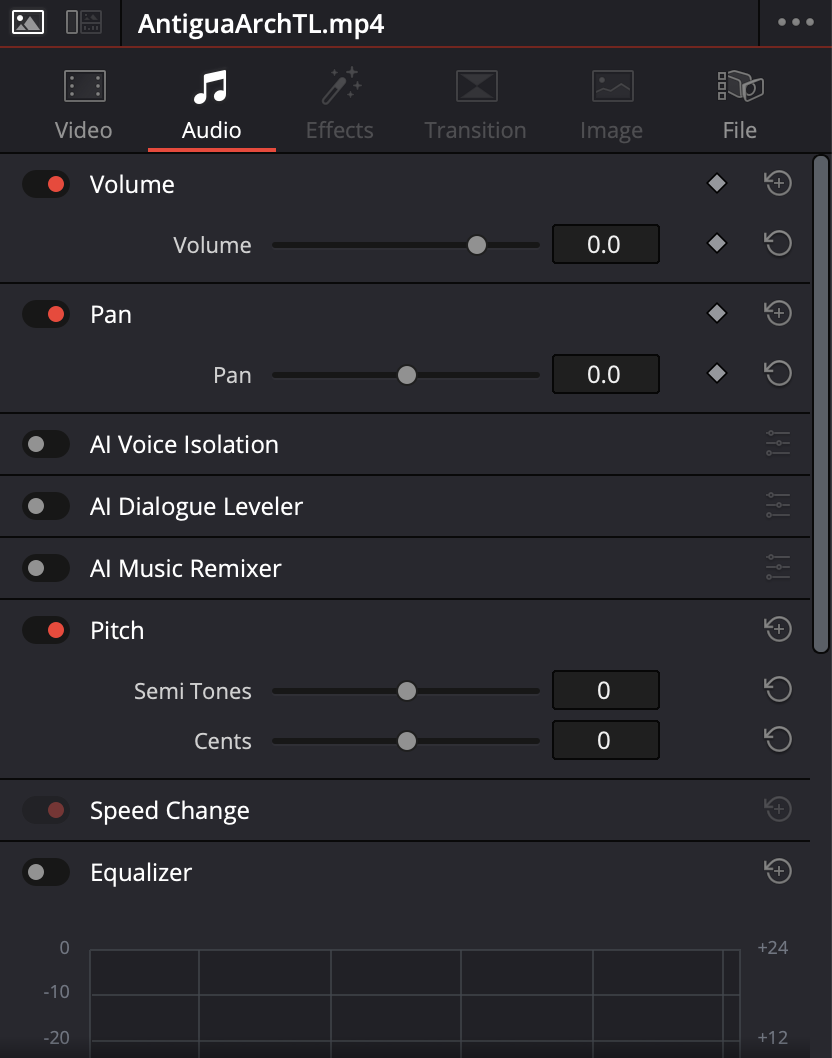 AntiguaArchTL.mp4
Video Audio Effects Transition Image File
Volume
Volume 0.0
Pan
Pan 0.0
AI Voice Isolation
AI Dialogue Leveler
AI Music Remixer
Pitch
Semi Tones 0
Cents 0
Speed Change
Equalizer
0 +24
-10
-20 +12